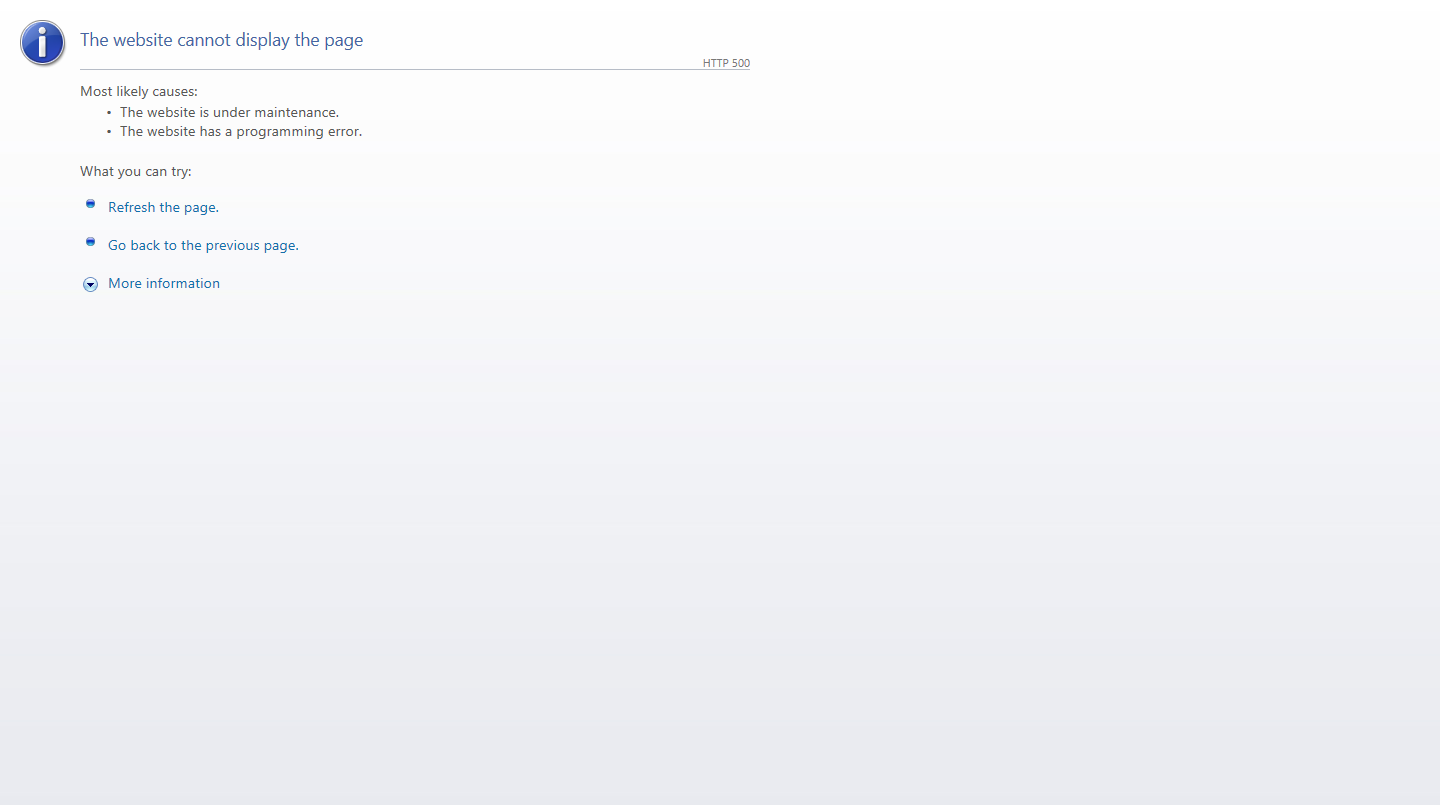 The website cannot display the page
HTTP 500
Most likely causes:
• The website is under maintenance.
• The website has a programming error.
What you can try:
Refresh the page.
Go back to the previous page.
More information